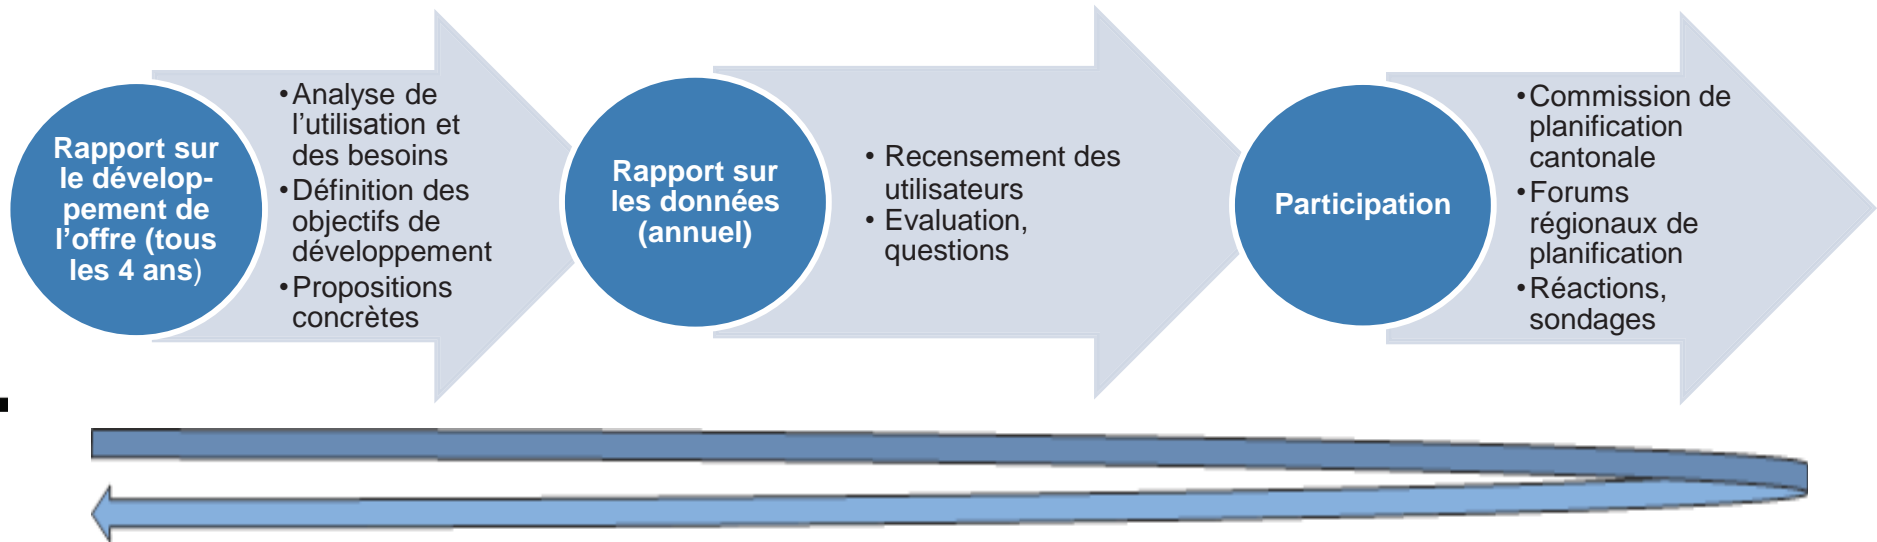 Rapport sur
le dévelop-
pement de
l’offre (tous
les 4 ans)
•Analyse de
l’utilisation et
des besoins
•Définition des
objectifs de
développement
•Propositions
concrètes
Rapport sur
les données
(annuel)
• Recensement des
utilisateurs
• Evaluation,
questions
Participation
•Commission de
planification
cantonale
•Forums
régionaux de
planification
•Réactions,
sondages